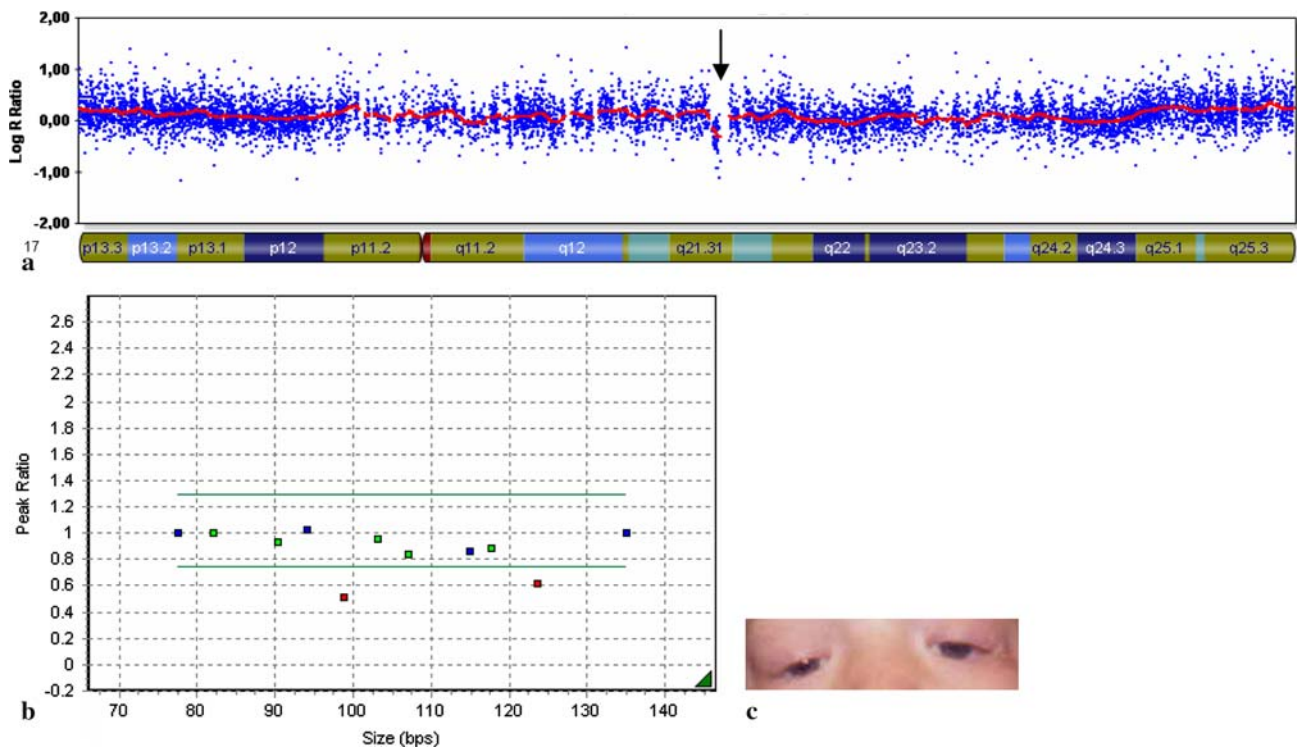 2,00
1,00
0,00
-1,00
-2,00
Log R Ratio
17
p13.3 p13.2 p13.1 p12 p11.2 q11.2 q12 q21.31 q22 q23.2 q24.2 q24.3 q25.1 q25.3
a
2.6
2.4
2.2
2
1.8
1.6
1.4
1.2
1
0.8
0.6
0.4
0.2
0
-0.2
Peak Ratio
70 80 90 100 110 120 130 140
Size (bps)
b
c